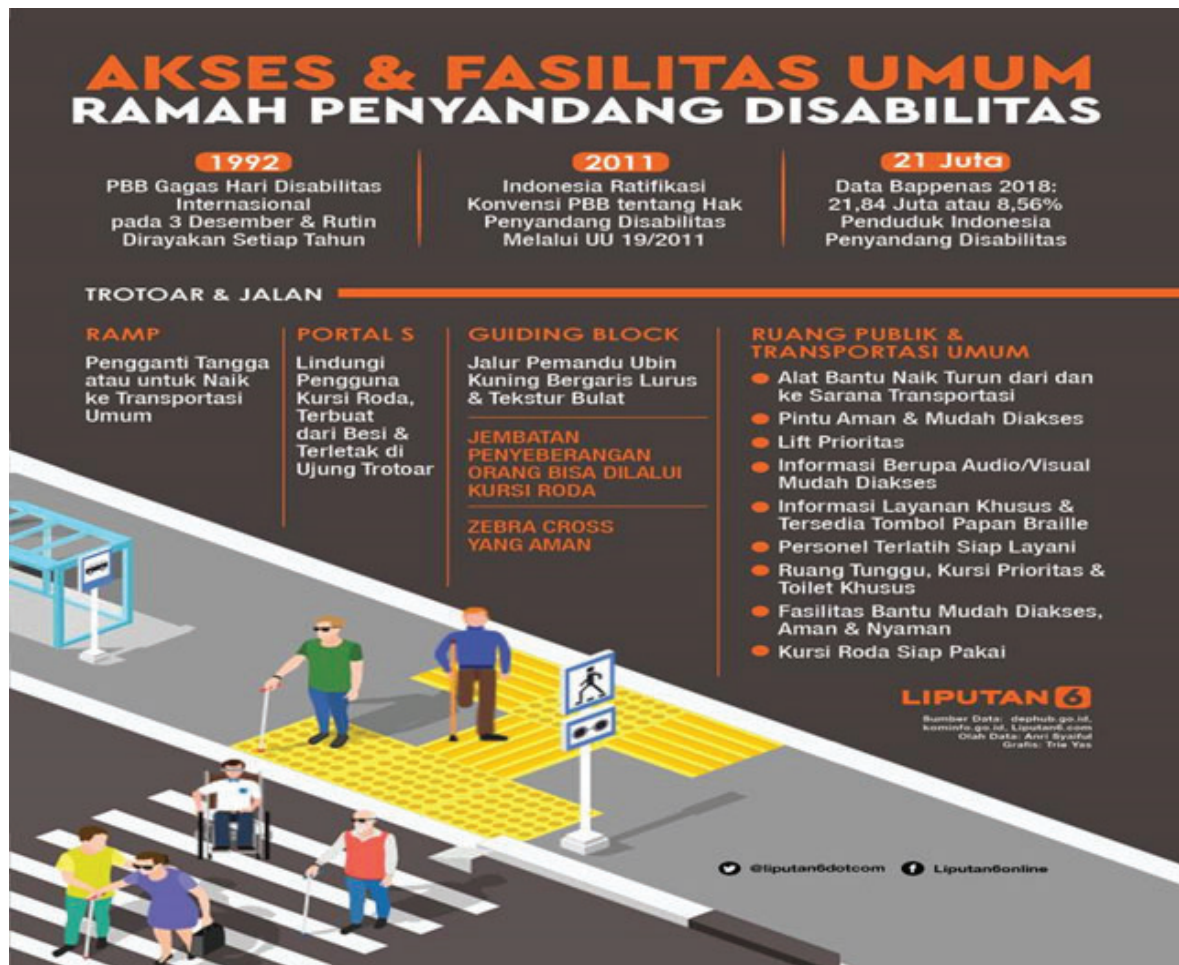 AKSES & FASILITAS UMUM
RAMAH PENYANDANG DISABILITAS
1992
PBB Gagas Hari Disabilitas
Internasional
pada 3 Desember & Rutin
Dirayakan Setiap Tahun
2011
Indonesia Ratifikasi
Konvensi PBB tentang Hak
Penyandang Disabilitas
Melalui UU 19/2011
21 Juta
Data Bappenas 2018:
21,84 Juta atau 8,56%
Penduduk Indonesia
Penyandang Disabilitas
TROTOAR & JALAN
RAMP
Pengganti Tangga
atau untuk Naik
ke Transportasi
Umum
PORTAL S
Lindungi
Pengguna
Kursi Roda,
Terbuat
dari Besi &
Terletak di
Ujung Trotoar
GUIDING BLOCK
Jalur Pemandu Ubin
Kuning Bergaris Lurus
& Tekstur Bulat
JEMBATAN
PENYEBERANGAN
ORANG BISA DILALUI
KURSI RODA
ZEBRA CROSS
YANG AMAN
RUANG PUBLIK &
TRANSPORTASI UMUM
Alat Bantu Naik Turun dari dan
ke Sarana Transportasi
Pintu Aman & Mudah Diakses
Lift Prioritas
Informasi Berupa Audio/Visual
Mudah Diakses
Informasi Layanan Khusus &
Tersedia Tombol Papan Braille
Personel Terlatih Siap Layani
Ruang Tunggu, Kursi Prioritas &
Toilet Khusus
Fasilitas Bantu Mudah Diakses,
Aman & Nyaman
Kursi Roda Siap Pakai
LIPUTAN 6
Sumber Data: dephub.go.id,
kominfo.go.id, Liputan6.com
Olah Data: Anri Syaiful
Grafis: Trie Yas
@liputan6dotcom
Liputan6online